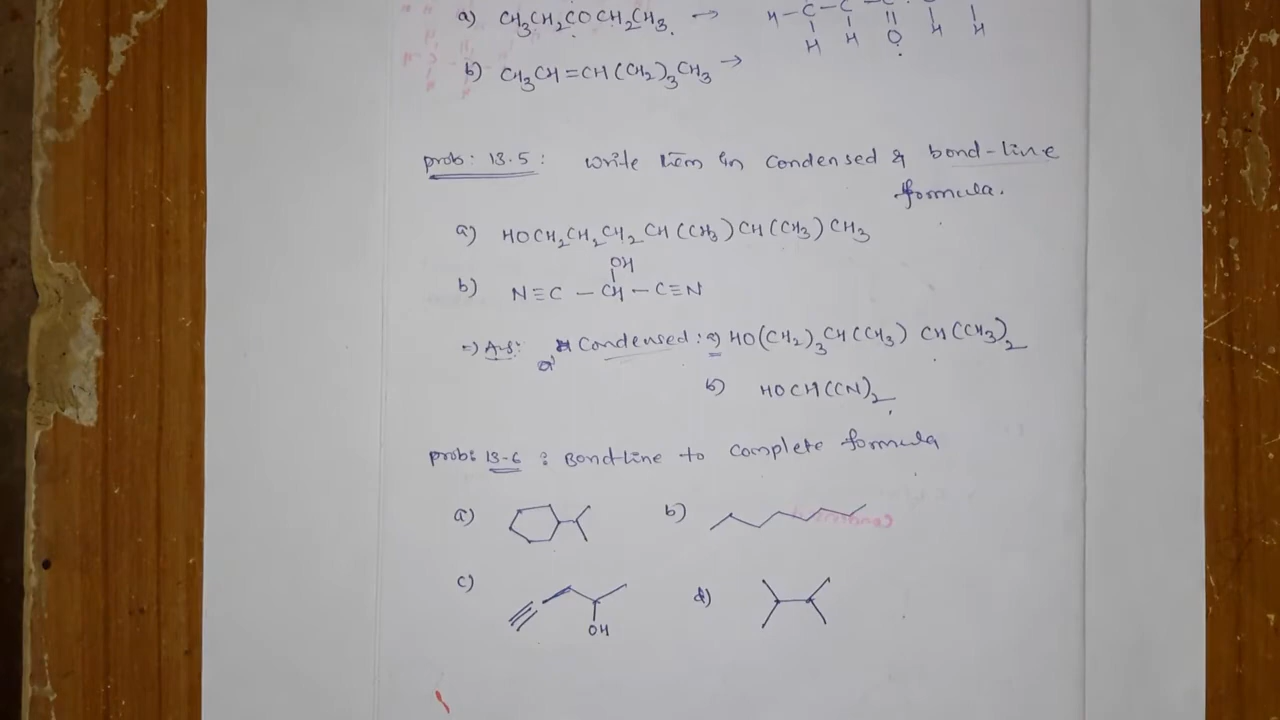 a) CH₃CH₂COCH₂CH₃. → H-C-C-C
H H O H H
b) CH₃CH=CH(CH₂)₃CH₃ →
prob: 13.5: write them in condensed & bond-line
formula.
a) HOCH₂CH₂CH₂CH(CH₃)CH(CH₃)CH₃
OH
b) N≡C-CH-C≡N
=) Ans: Condensed: a) HO(CH₂)₃CH(CH₃) CH(CH₃)₂
b) HOCH(CN)₂
prob: 13-6: Bond-line to complete formula
a) b)
c) d)
OH